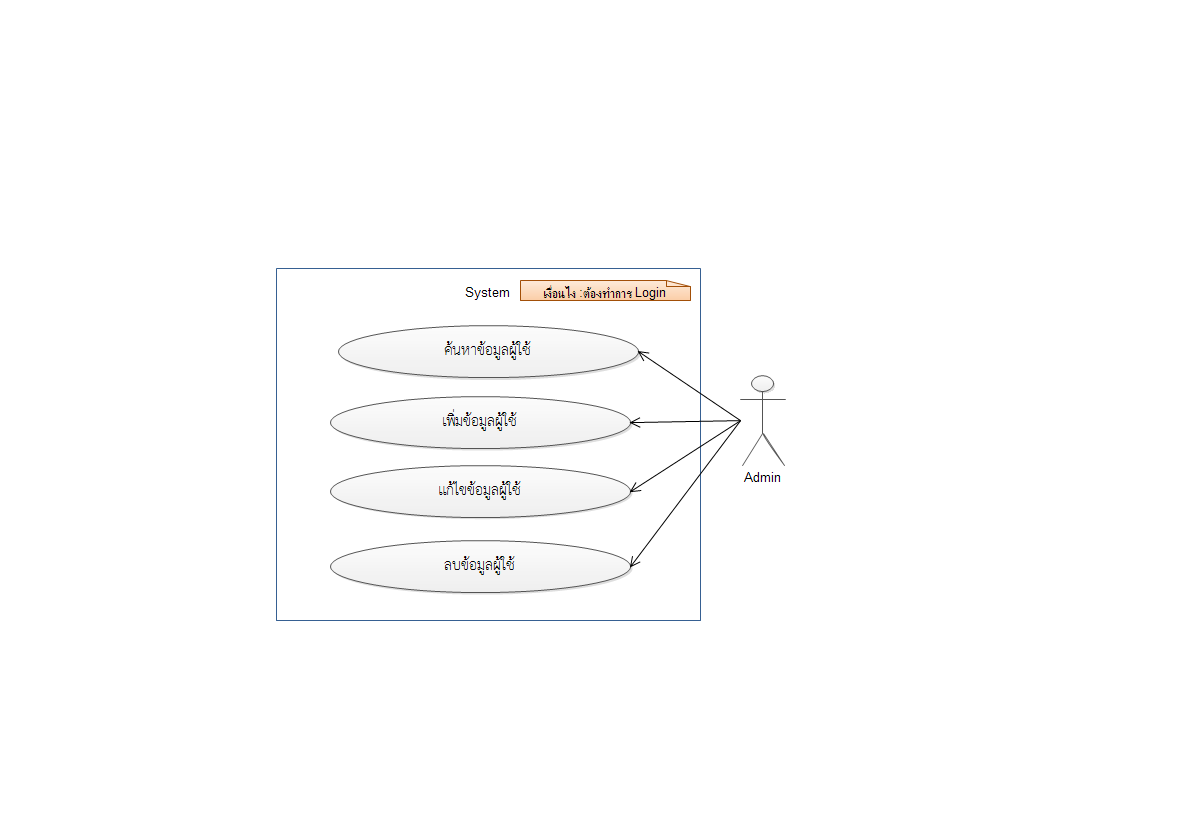 System
เงื่อนไง :ต้องทำการ Login
ค้นหาข้อมูลผู้ใช้
เพิ่มข้อมูลผู้ใช้
แก้ไขข้อมูลผู้ใช้
ลบข้อมูลผู้ใช้
Admin